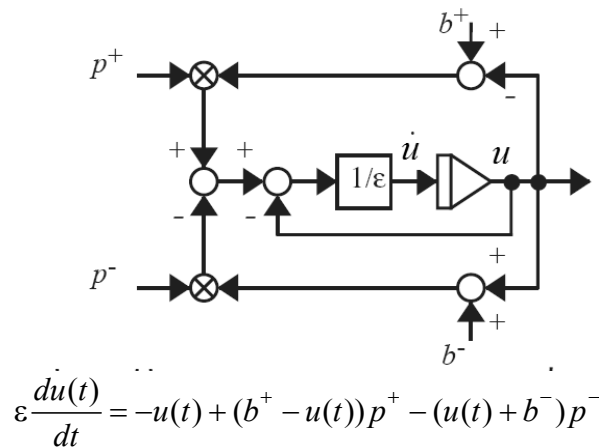 b⁺ +
p⁺
-
+ + u̇ u
1/ε
- -
+
p⁻
+
b⁻
ε du(t)/dt = -u(t) + (b⁺ - u(t)) p⁺ - (u(t) + b⁻) p⁻